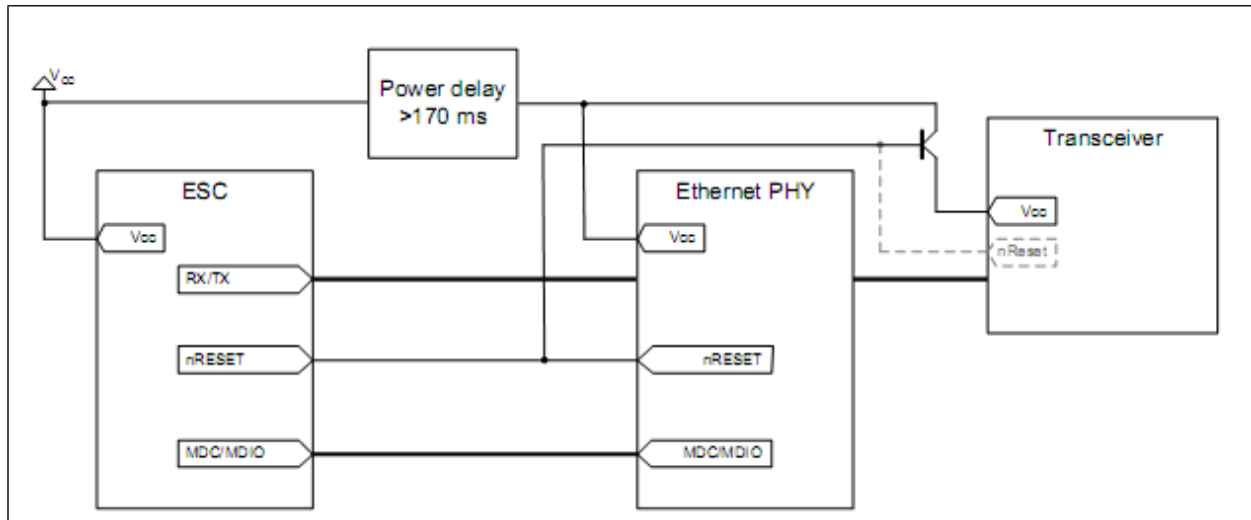 Vcc
Power delay
>170 ms
Transceiver
ESC
Ethernet PHY
Vcc
Vcc
Vcc
nReset
RX/TX
nRESET
nRESET
MDC/MDIO
MDC/MDIO